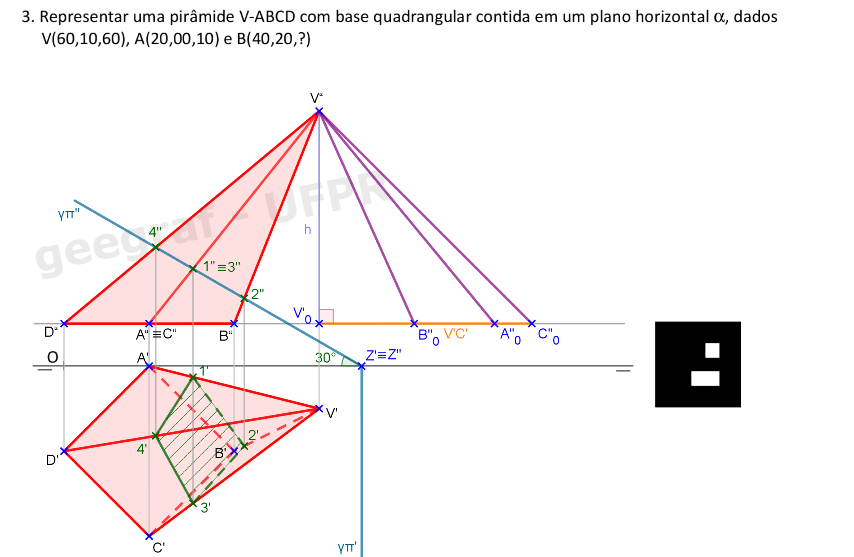 3. Representar uma pirâmide V-ABCD com base quadrangular contida em um plano horizontal α, dados
V(60,10,60), A(20,00,10) e B(40,20,?)
V"
γπ"
geegraf - UFPR
4"
h
1"≡3"
2"
V'₀
D"
A" ≡C"
B"
B"₀ V'C' A"₀ C"₀
O
A'
1'
30°
Z'≡Z"
V'
4'
B'
2'
D'
3'
C'
γπ'